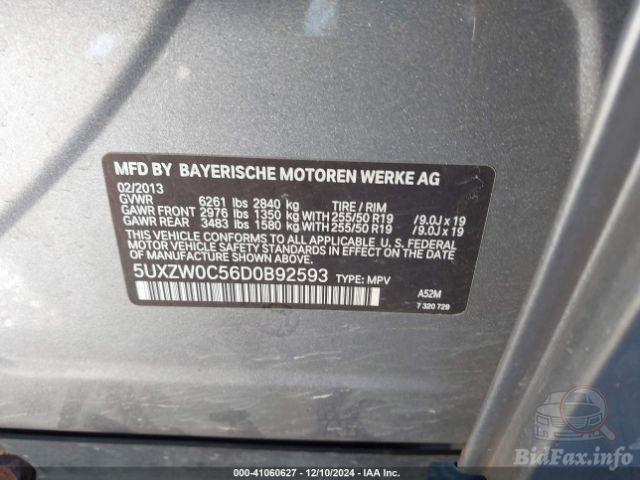 MFD BY BAYERISCHE MOTOREN WERKE AG
02/2013
GVWR 6261 lbs 2840 kg TIRE / RIM
GAWR FRONT 2976 lbs 1350 kg WITH 255/50 R19 /9.0J x 19
GAWR REAR 3483 lbs 1580 kg WITH 255/50 R19 /9.0J x 19
THIS VEHICLE CONFORMS TO ALL APPLICABLE U. S. FEDERAL
MOTOR VEHICLE SAFETY STANDARDS IN EFFECT ON THE DATE
OF MANUFACTURE SHOWN ABOVE.
5UXZW0C56D0B92593 TYPE: MPV
A52M
7 320 729
000-41060627 - 12/10/2024 - IAA Inc.
BidFax.info